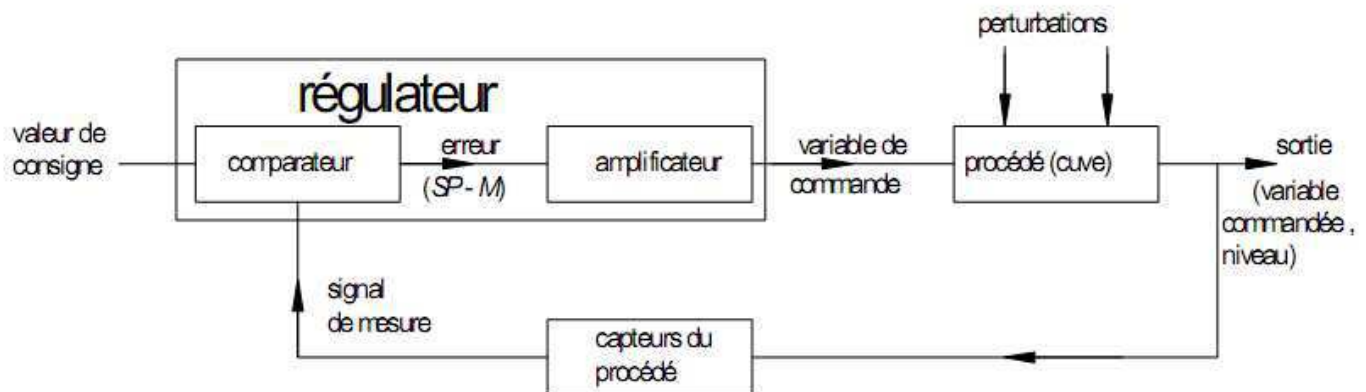 perturbations
régulateur
valeur de
consigne
comparateur
erreur
(SP - M)
amplificateur
variable de
commande
procédé (cuve)
sortie
(variable
commandée ,
niveau)
signal
de mesure
capteurs du
procédé